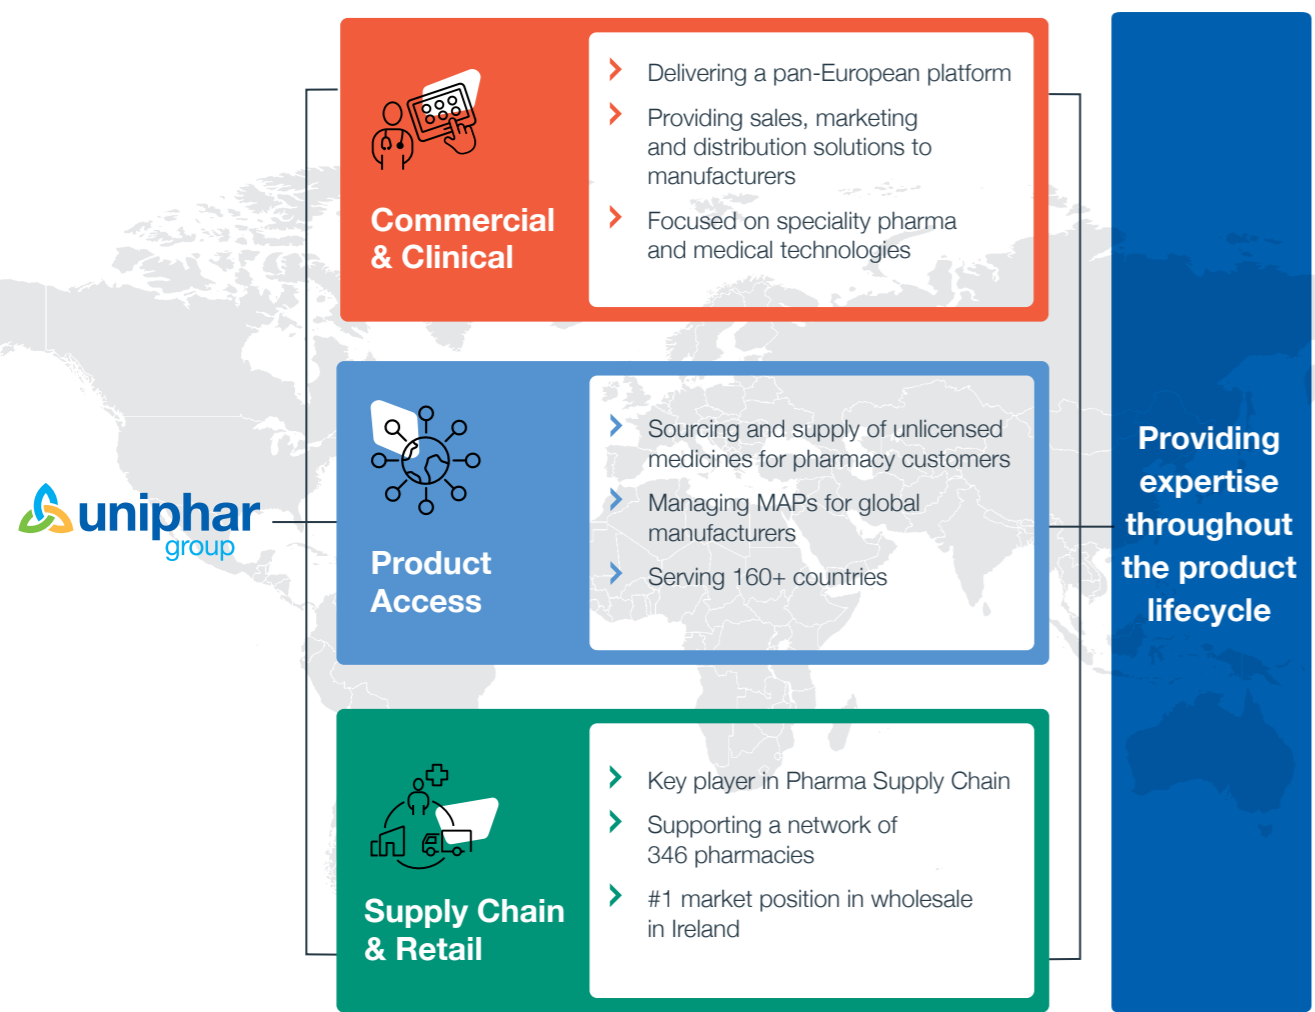 uniphar
group
Commercial
& Clinical
Delivering a pan-European platform
Providing sales, marketing
and distribution solutions to
manufacturers
Focused on speciality pharma
and medical technologies
Product
Access
Sourcing and supply of unlicensed
medicines for pharmacy customers
Managing MAPs for global
manufacturers
Serving 160+ countries
Supply Chain
& Retail
Key player in Pharma Supply Chain
Supporting a network of
346 pharmacies
#1 market position in wholesale
in Ireland
Providing
expertise
throughout
the product
lifecycle